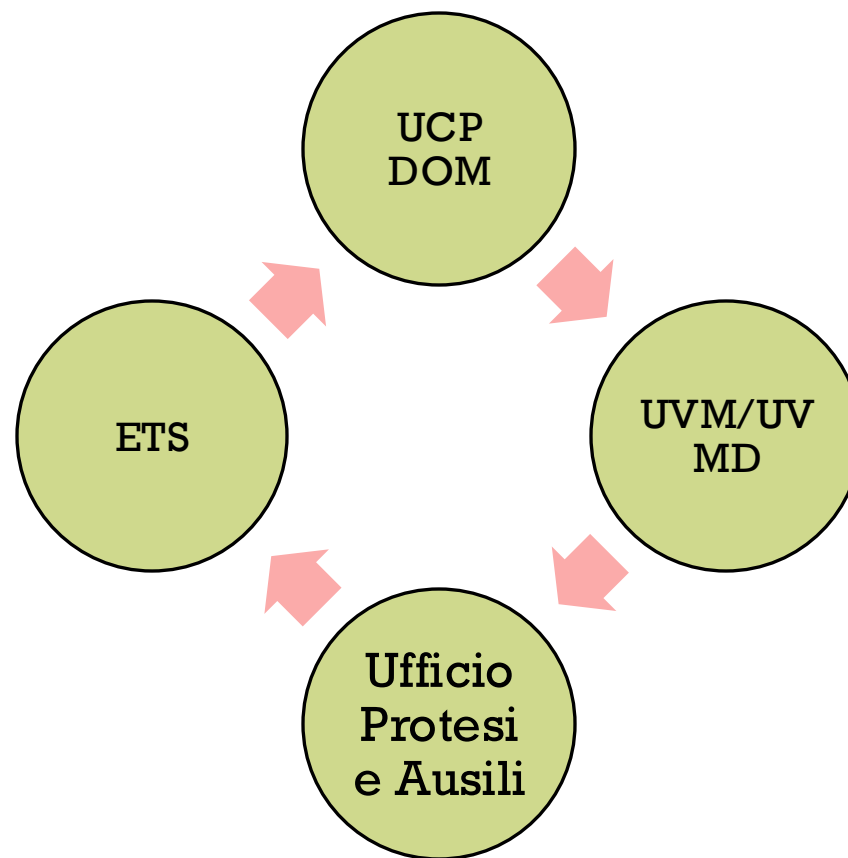 UCP
DOM
ETS
UVM/UV
MD
Ufficio
Protesi
e Ausili